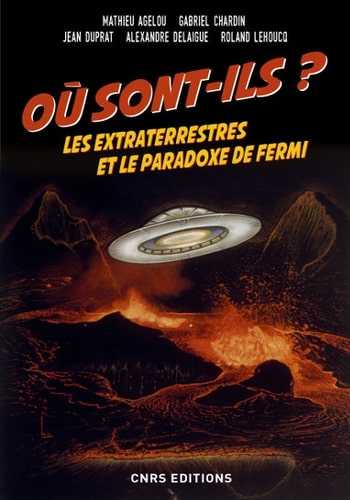 MATHIEU AGELOU GABRIEL CHARDIN
JEAN DUPRAT ALEXANDRE DELAIGUE ROLAND LEHOUCQ
OÙ SONT-ILS ?
LES EXTRATERRESTRES
ET LE PARADOXE DE FERMI
CNRS EDITIONS